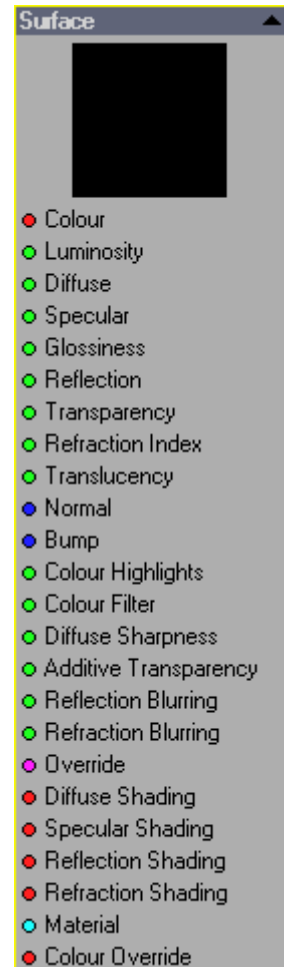 Surface
Colour
Luminosity
Diffuse
Specular
Glossiness
Reflection
Transparency
Refraction Index
Translucency
Normal
Bump
Colour Highlights
Colour Filter
Diffuse Sharpness
Additive Transparency
Reflection Blurring
Refraction Blurring
Override
Diffuse Shading
Specular Shading
Reflection Shading
Refraction Shading
Material
Colour Override